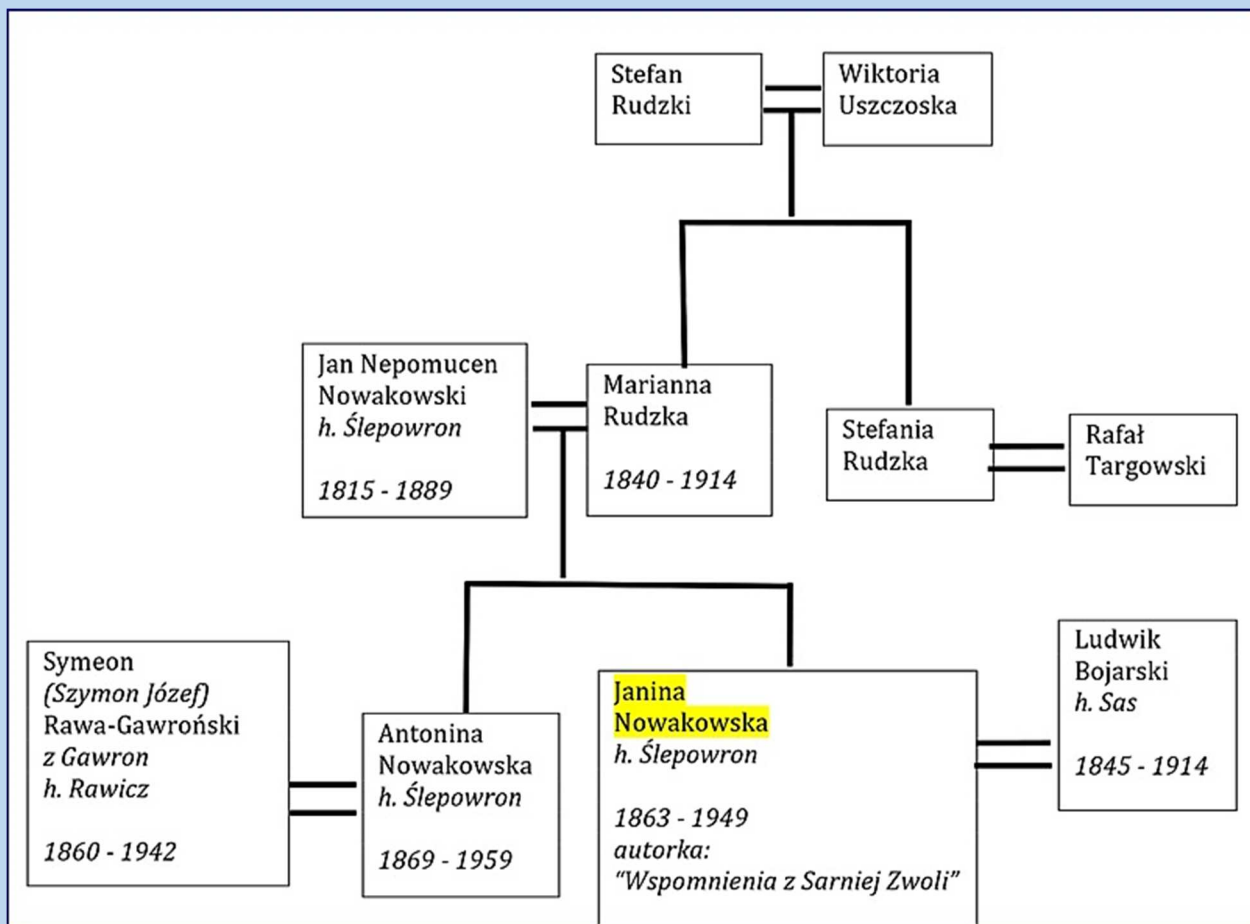 Stefan
Rudzki
Wiktoria
Uszczoska
Jan Nepomucen
Nowakowski
h. Ślepowron
1815 - 1889
Marianna
Rudzka
1840 - 1914
Stefania
Rudzka
Rafał
Targowski
Symeon
(Szymon Józef)
Rawa-Gawroński
z Gawron
h. Rawicz
1860 - 1942
Antonina
Nowakowska
h. Ślepowron
1869 - 1959
Janina
Nowakowska
h. Ślepowron
1863 - 1949
autorka:
“Wspomnienia z Sarniej Zwoli”
Ludwik
Bojarski
h. Sas
1845 - 1914